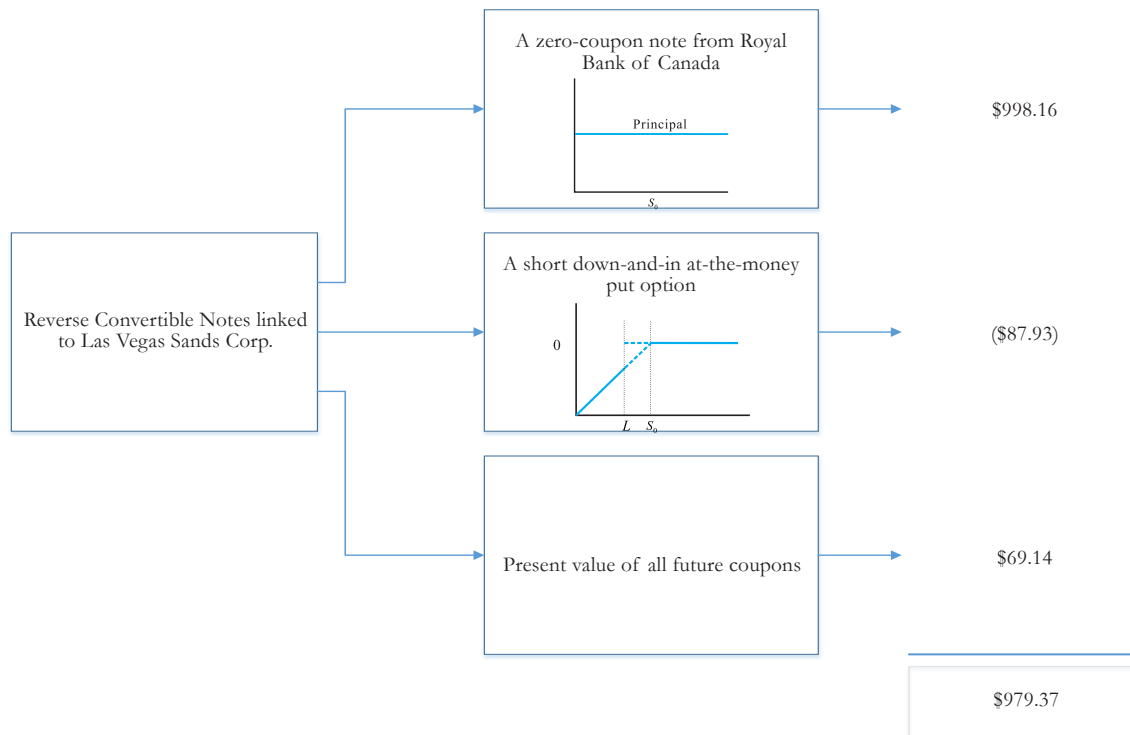 A zero-coupon note from Royal
Bank of Canada
Principal
S₀
$998.16
Reverse Convertible Notes linked
to Las Vegas Sands Corp.
A short down-and-in at-the-money
put option
0
L S₀
($87.93)
Present value of all future coupons
$69.14
$979.37